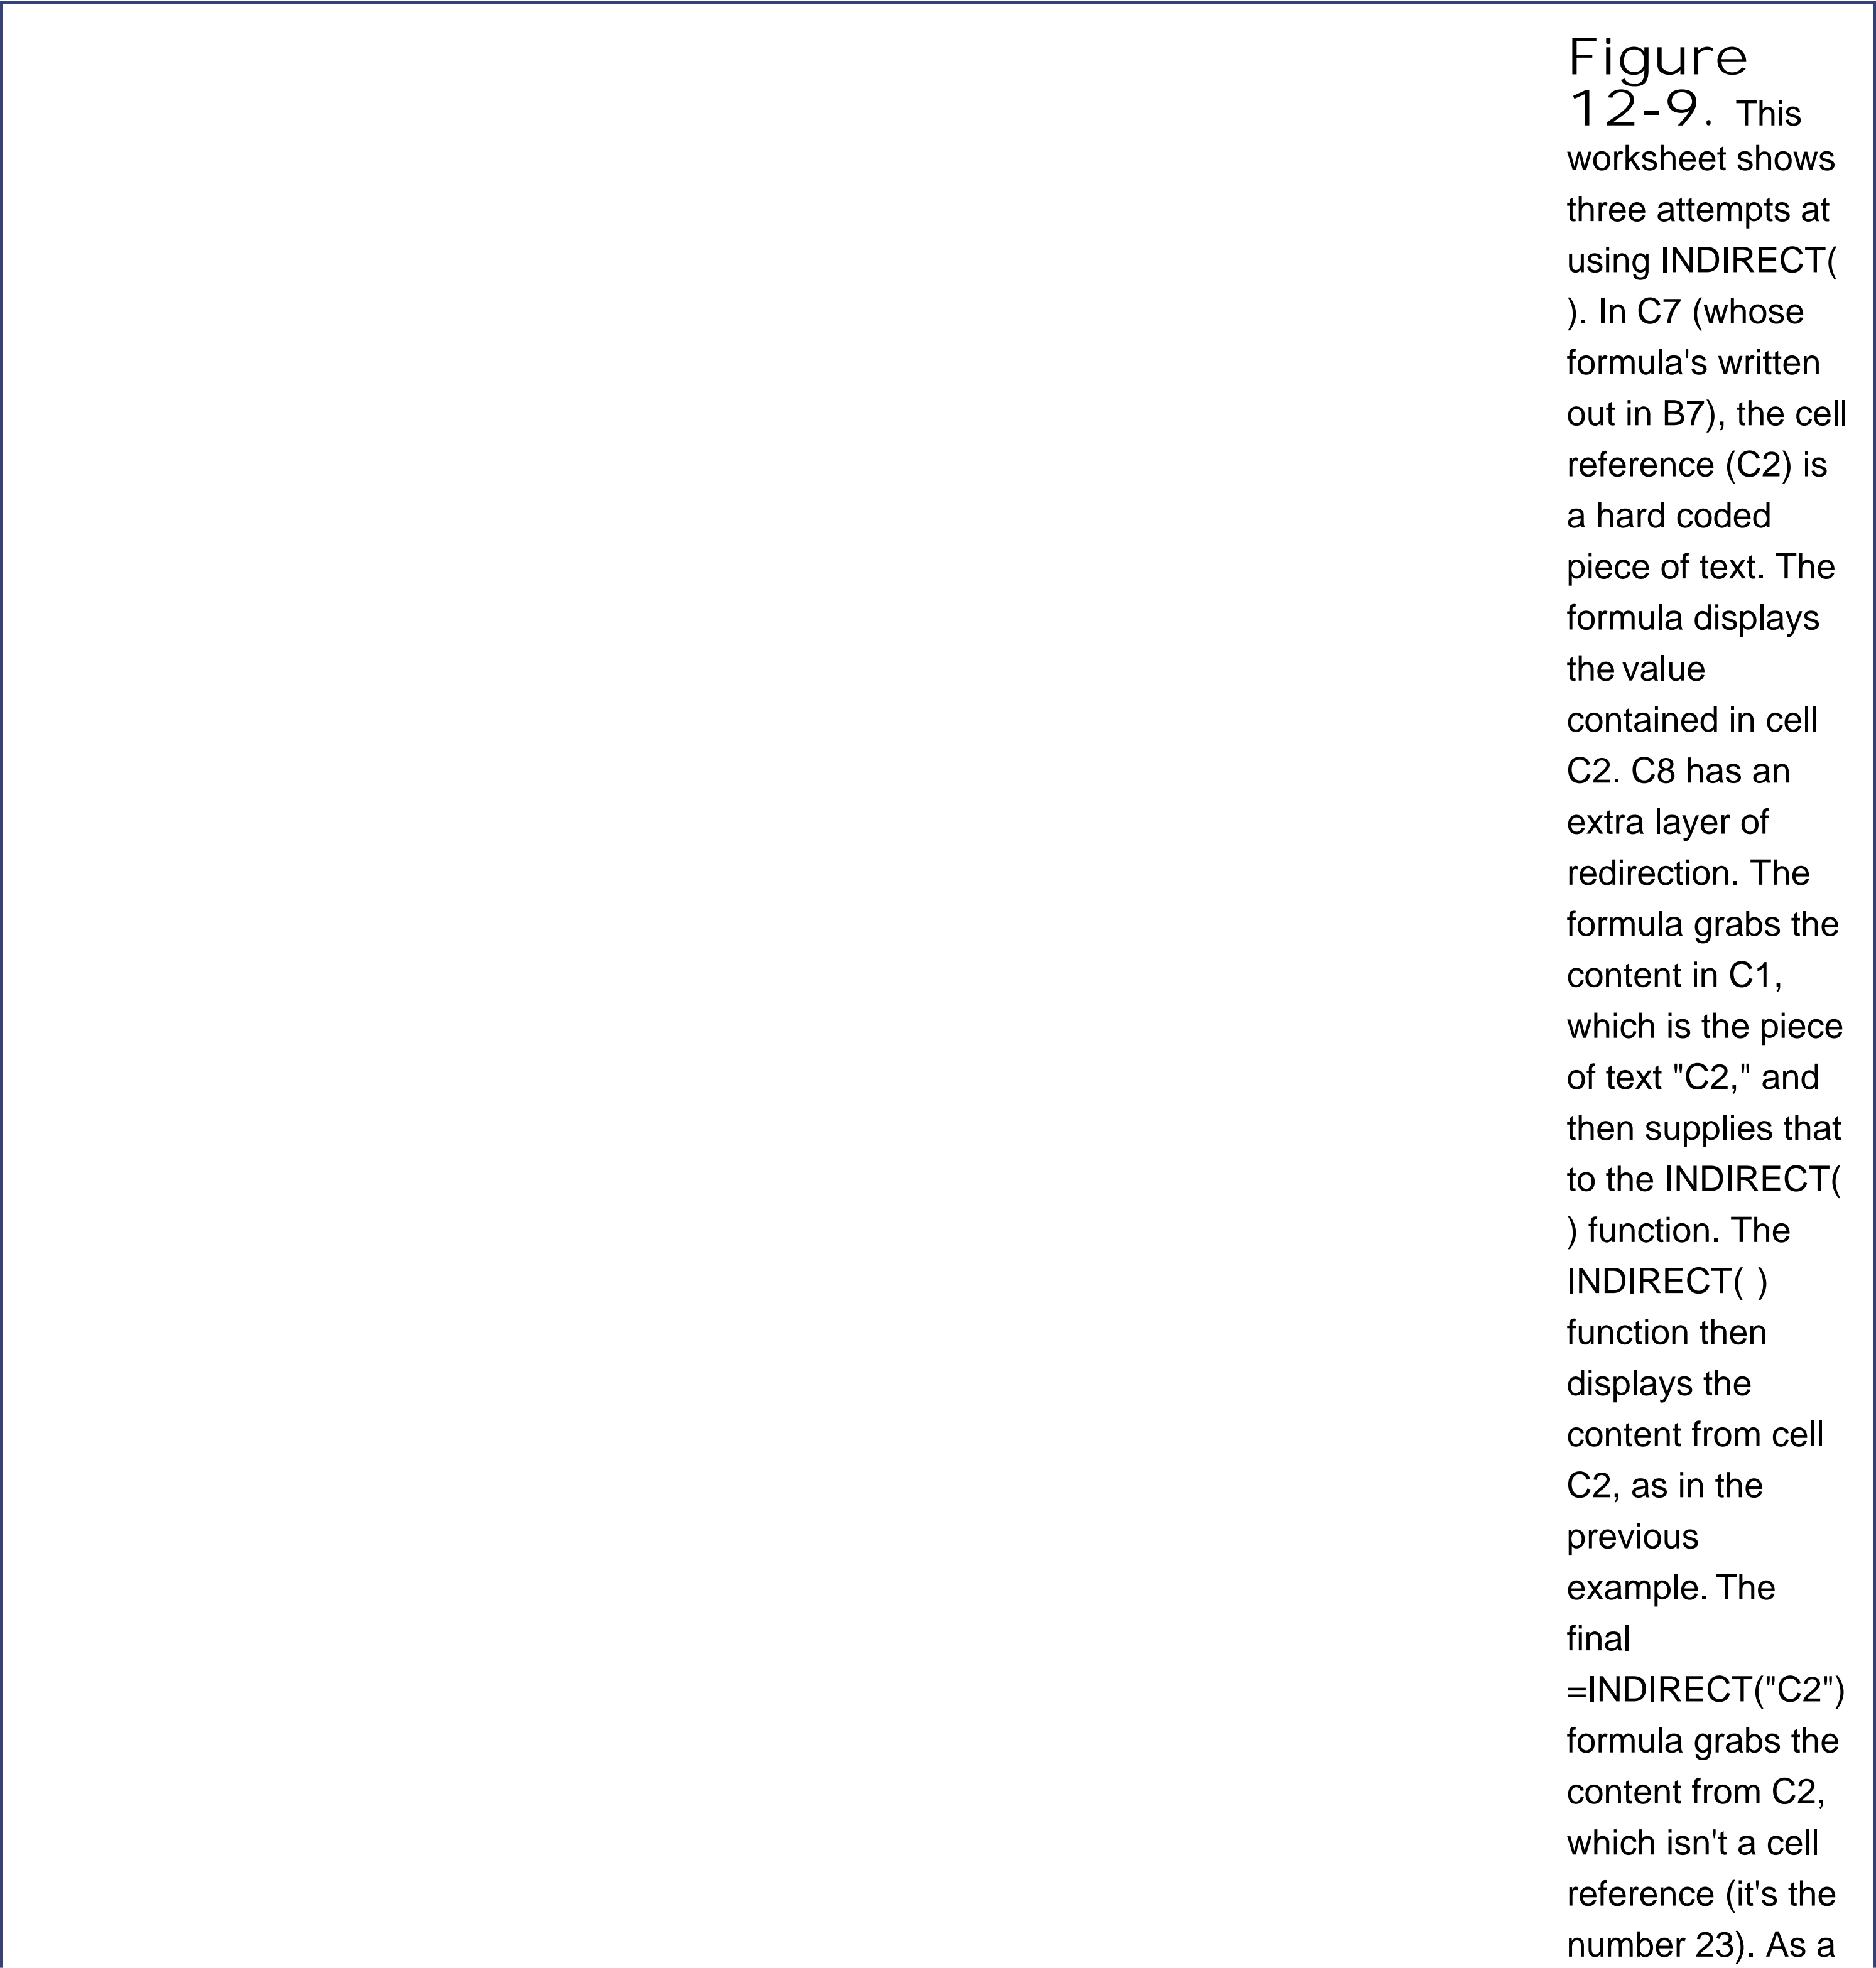 Figure
12-9. This
worksheet shows
three attempts at
using INDIRECT(
). In C7 (whose
formula's written
out in B7), the cell
reference (C2) is
a hard coded
piece of text. The
formula displays
the value
contained in cell
C2. C8 has an
extra layer of
redirection. The
formula grabs the
content in C1,
which is the piece
of text "C2," and
then supplies that
to the INDIRECT(
) function. The
INDIRECT( )
function then
displays the
content from cell
C2, as in the
previous
example. The
final
=INDIRECT("C2")
formula grabs the
content from C2,
which isn't a cell
reference (it's the
number 23). As a